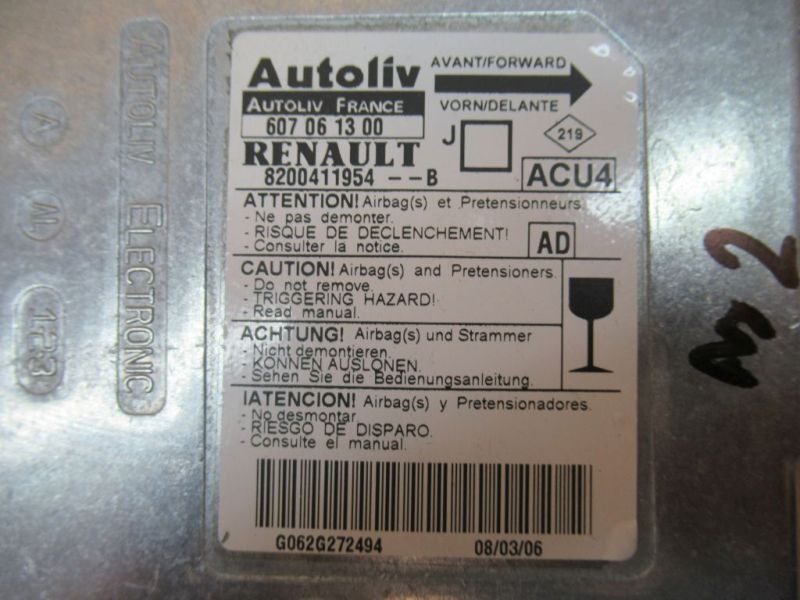 Autoliv
AVANT/FORWARD
AUTOLIV FRANCE
VORN/DELANTE
607 06 13 00
J
219
RENAULT
8200411954 --B
ACU4
ATTENTION! Airbag(s) et Pretensionneurs.
- Ne pas demonter.
- RISQUE DE DECLENCHEMENT!
- Consulter la notice.
AD
CAUTION! Airbag(s) and Pretensioners.
- Do not remove.
- TRIGGERING HAZARD!
- Read manual.
ACHTUNG! Airbag(s) und Strammer
- Nicht demontieren.
- KONNEN AUSLONEN.
- Sehen Sie die Bedienungsanleitung.
IATENCION! Airbag(s) y Pretensionadores.
- No desmontar
- RIESGO DE DISPARO.
- Consulte el manual.
G062G272494
08/03/06
AUTOLIV ELECTRONIC
A
AL